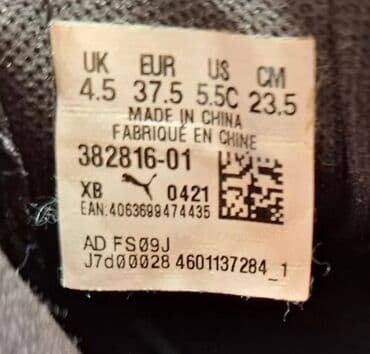 UK EUR US CM
4.5 37.5 5.5C 23.5
MADE IN CHINA
FABRIQUÉ EN CHINE
382816-01
XB 0421
EAN:4063699474435
AD FS09J
J7d00028 4601137284_1